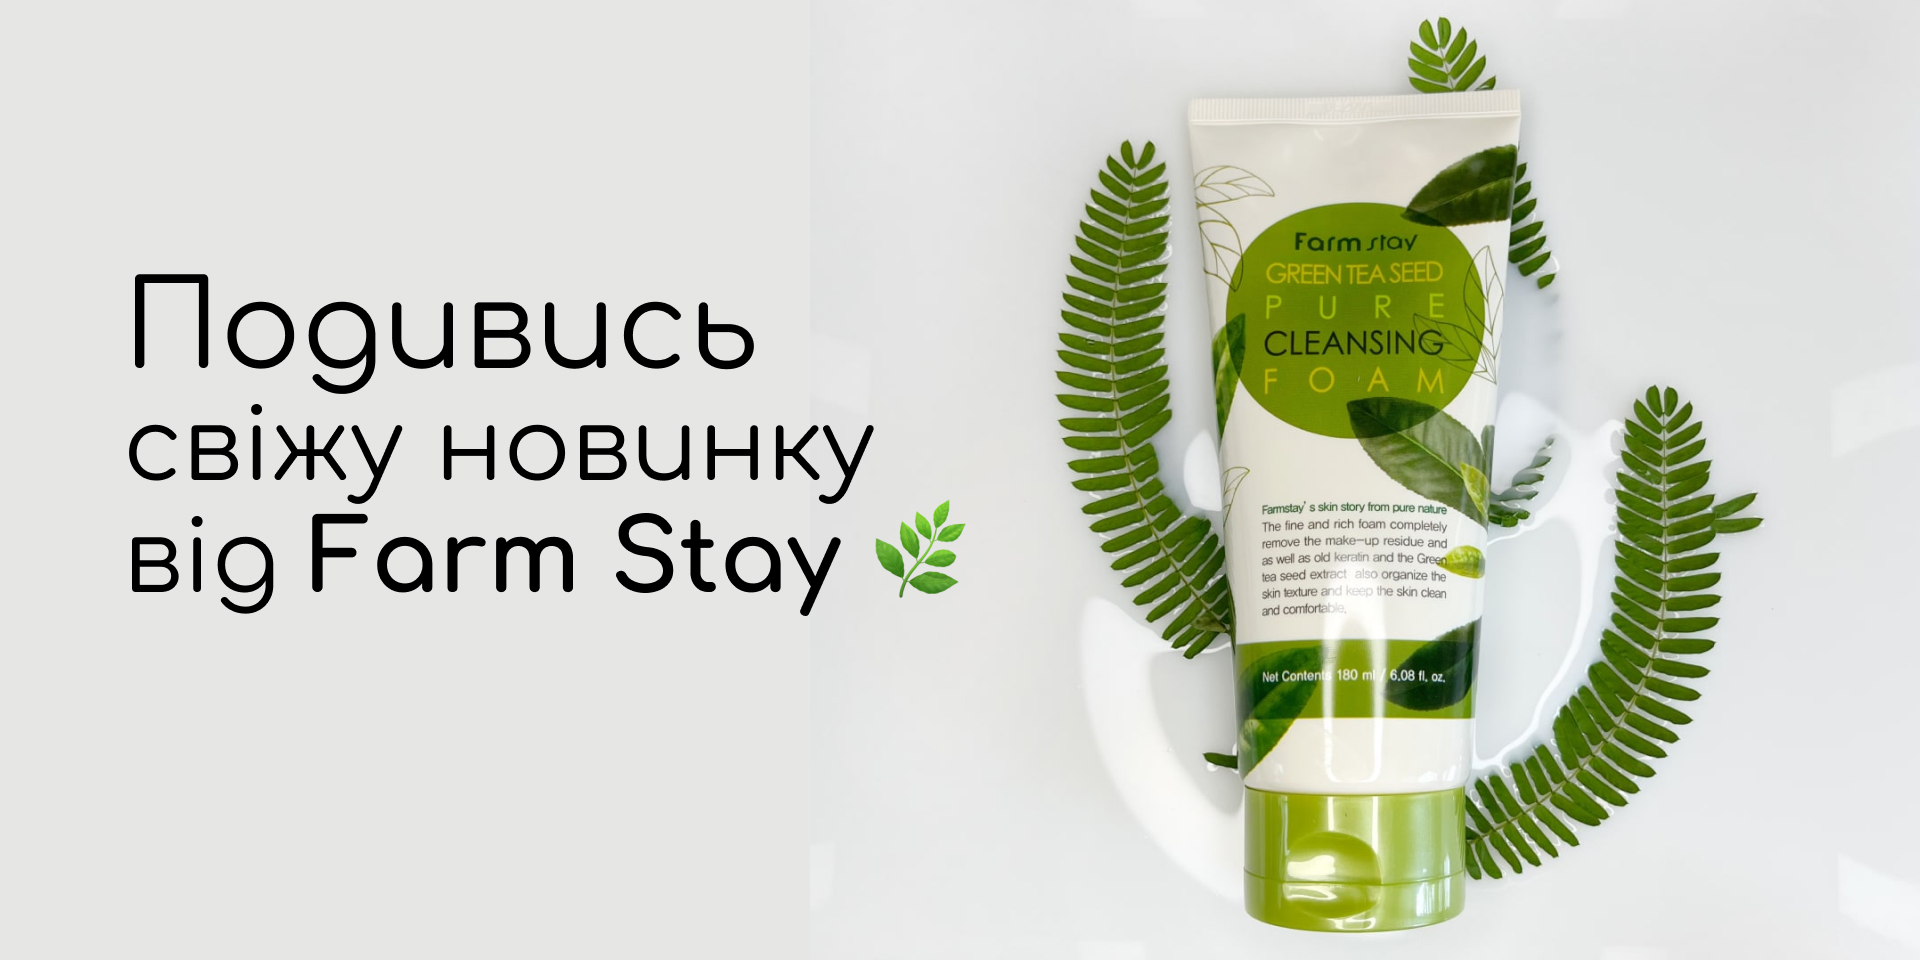 Подивись
свіжу новинку
від Farm Stay
Farm stay
GREEN TEA SEED
PURE
CLEANSING
FOAM
Farmstay's skin story from pure nature
The fine and rich foam completely
remove the make-up residue and
as well as old keratin and the Green
tea seed extract also organize the
skin texture and keep the skin clean
and comfortable.
Net Contents 180 ml / 6.08 fl. oz.